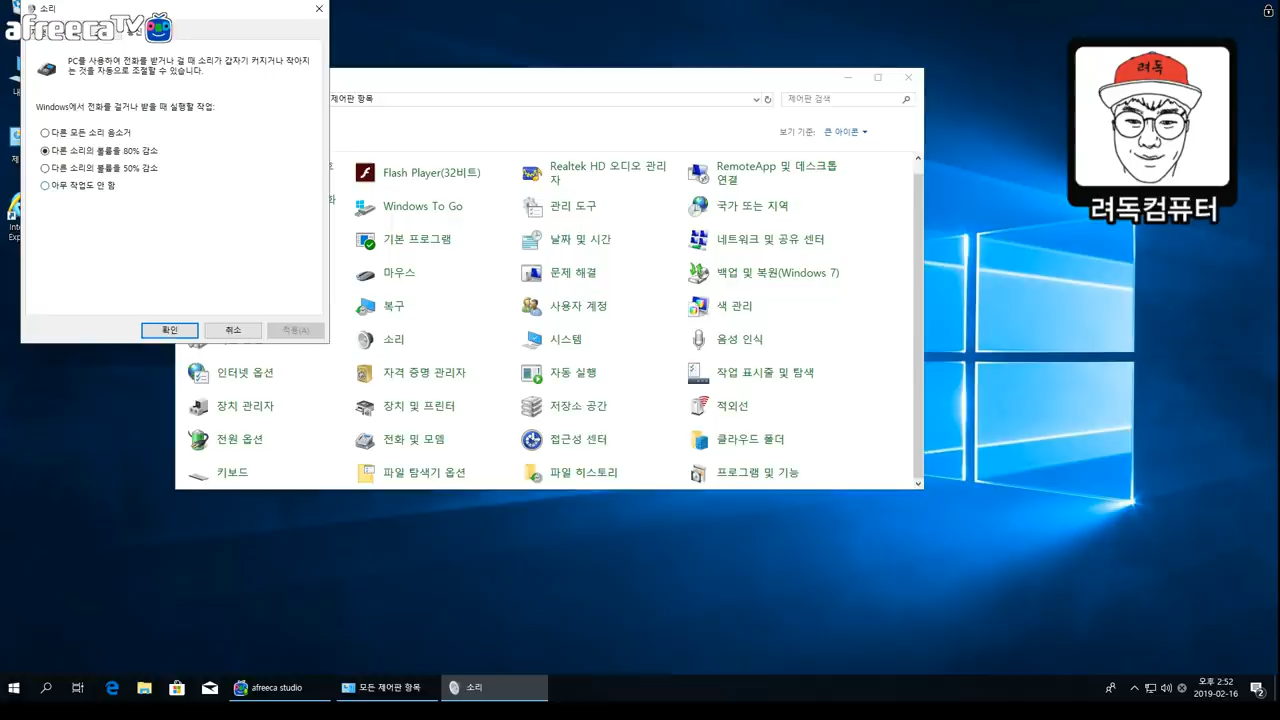 소리
afreecaTV
PC를 사용하여 전화를 받거나 걸 때 소리가 갑자기 커지거나 작아지
는 것을 자동으로 조절할 수 있습니다.
Windows에서 전화를 걸거나 받을 때 실행할 작업:
다른 모든 소리 음소거
다른 소리의 볼륨을 80% 감소
다른 소리의 볼륨을 50% 감소
아무 작업도 안 함
확인
취소
적용(A)
제어판 항목
제어판 검색
보기 기준:
큰 아이콘
Flash Player(32비트)
Realtek HD 오디오 관리
자
RemoteApp 및 데스크톱
연결
Windows To Go
관리 도구
국가 또는 지역
기본 프로그램
날짜 및 시간
네트워크 및 공유 센터
마우스
문제 해결
백업 및 복원(Windows 7)
복구
사용자 계정
색 관리
소리
시스템
음성 인식
인터넷 옵션
자격 증명 관리자
자동 실행
작업 표시줄 및 탐색
장치 관리자
장치 및 프린터
저장소 공간
적외선
전원 옵션
전화 및 모뎀
접근성 센터
클라우드 폴더
키보드
파일 탐색기 옵션
파일 히스토리
프로그램 및 기능
려독
려독컴퓨터
afreeca studio
모든 제어판 항목
소리
오후 2:52
2019-02-16
2